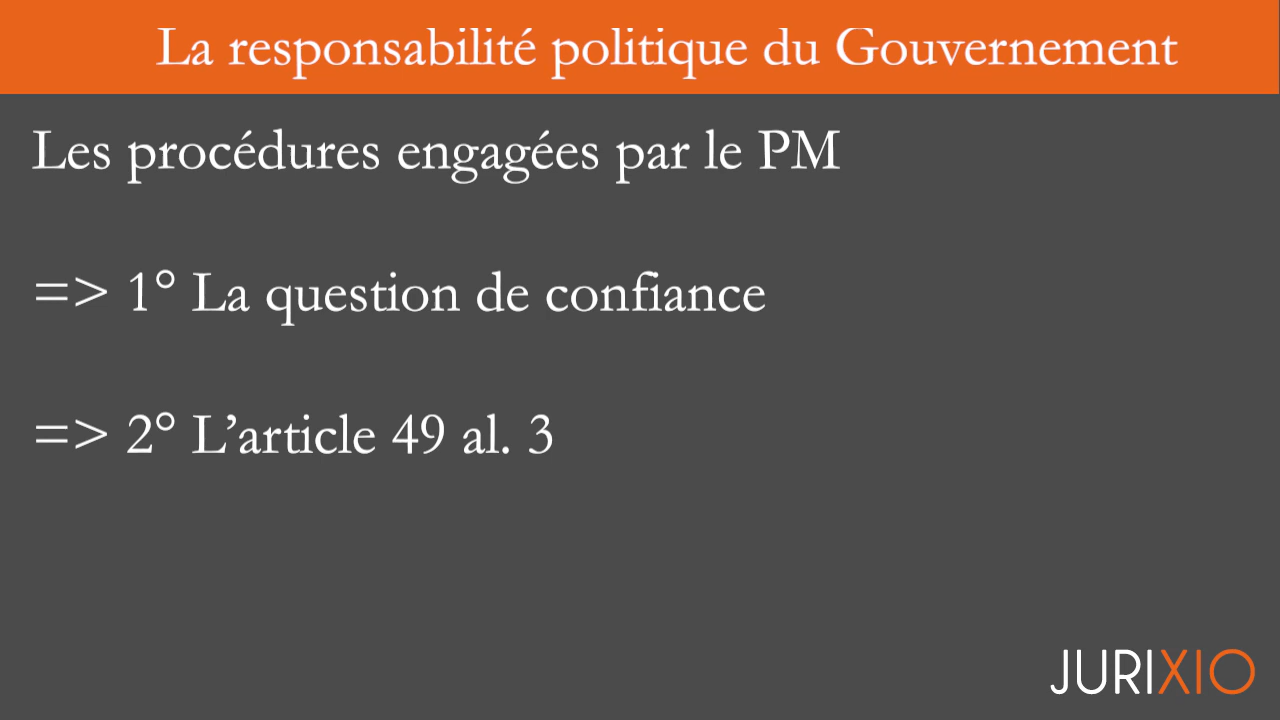 La responsabilité politique du Gouvernement
Les procédures engagées par le PM
=> 1° La question de confiance
=> 2° L’article 49 al. 3
JURIXIO